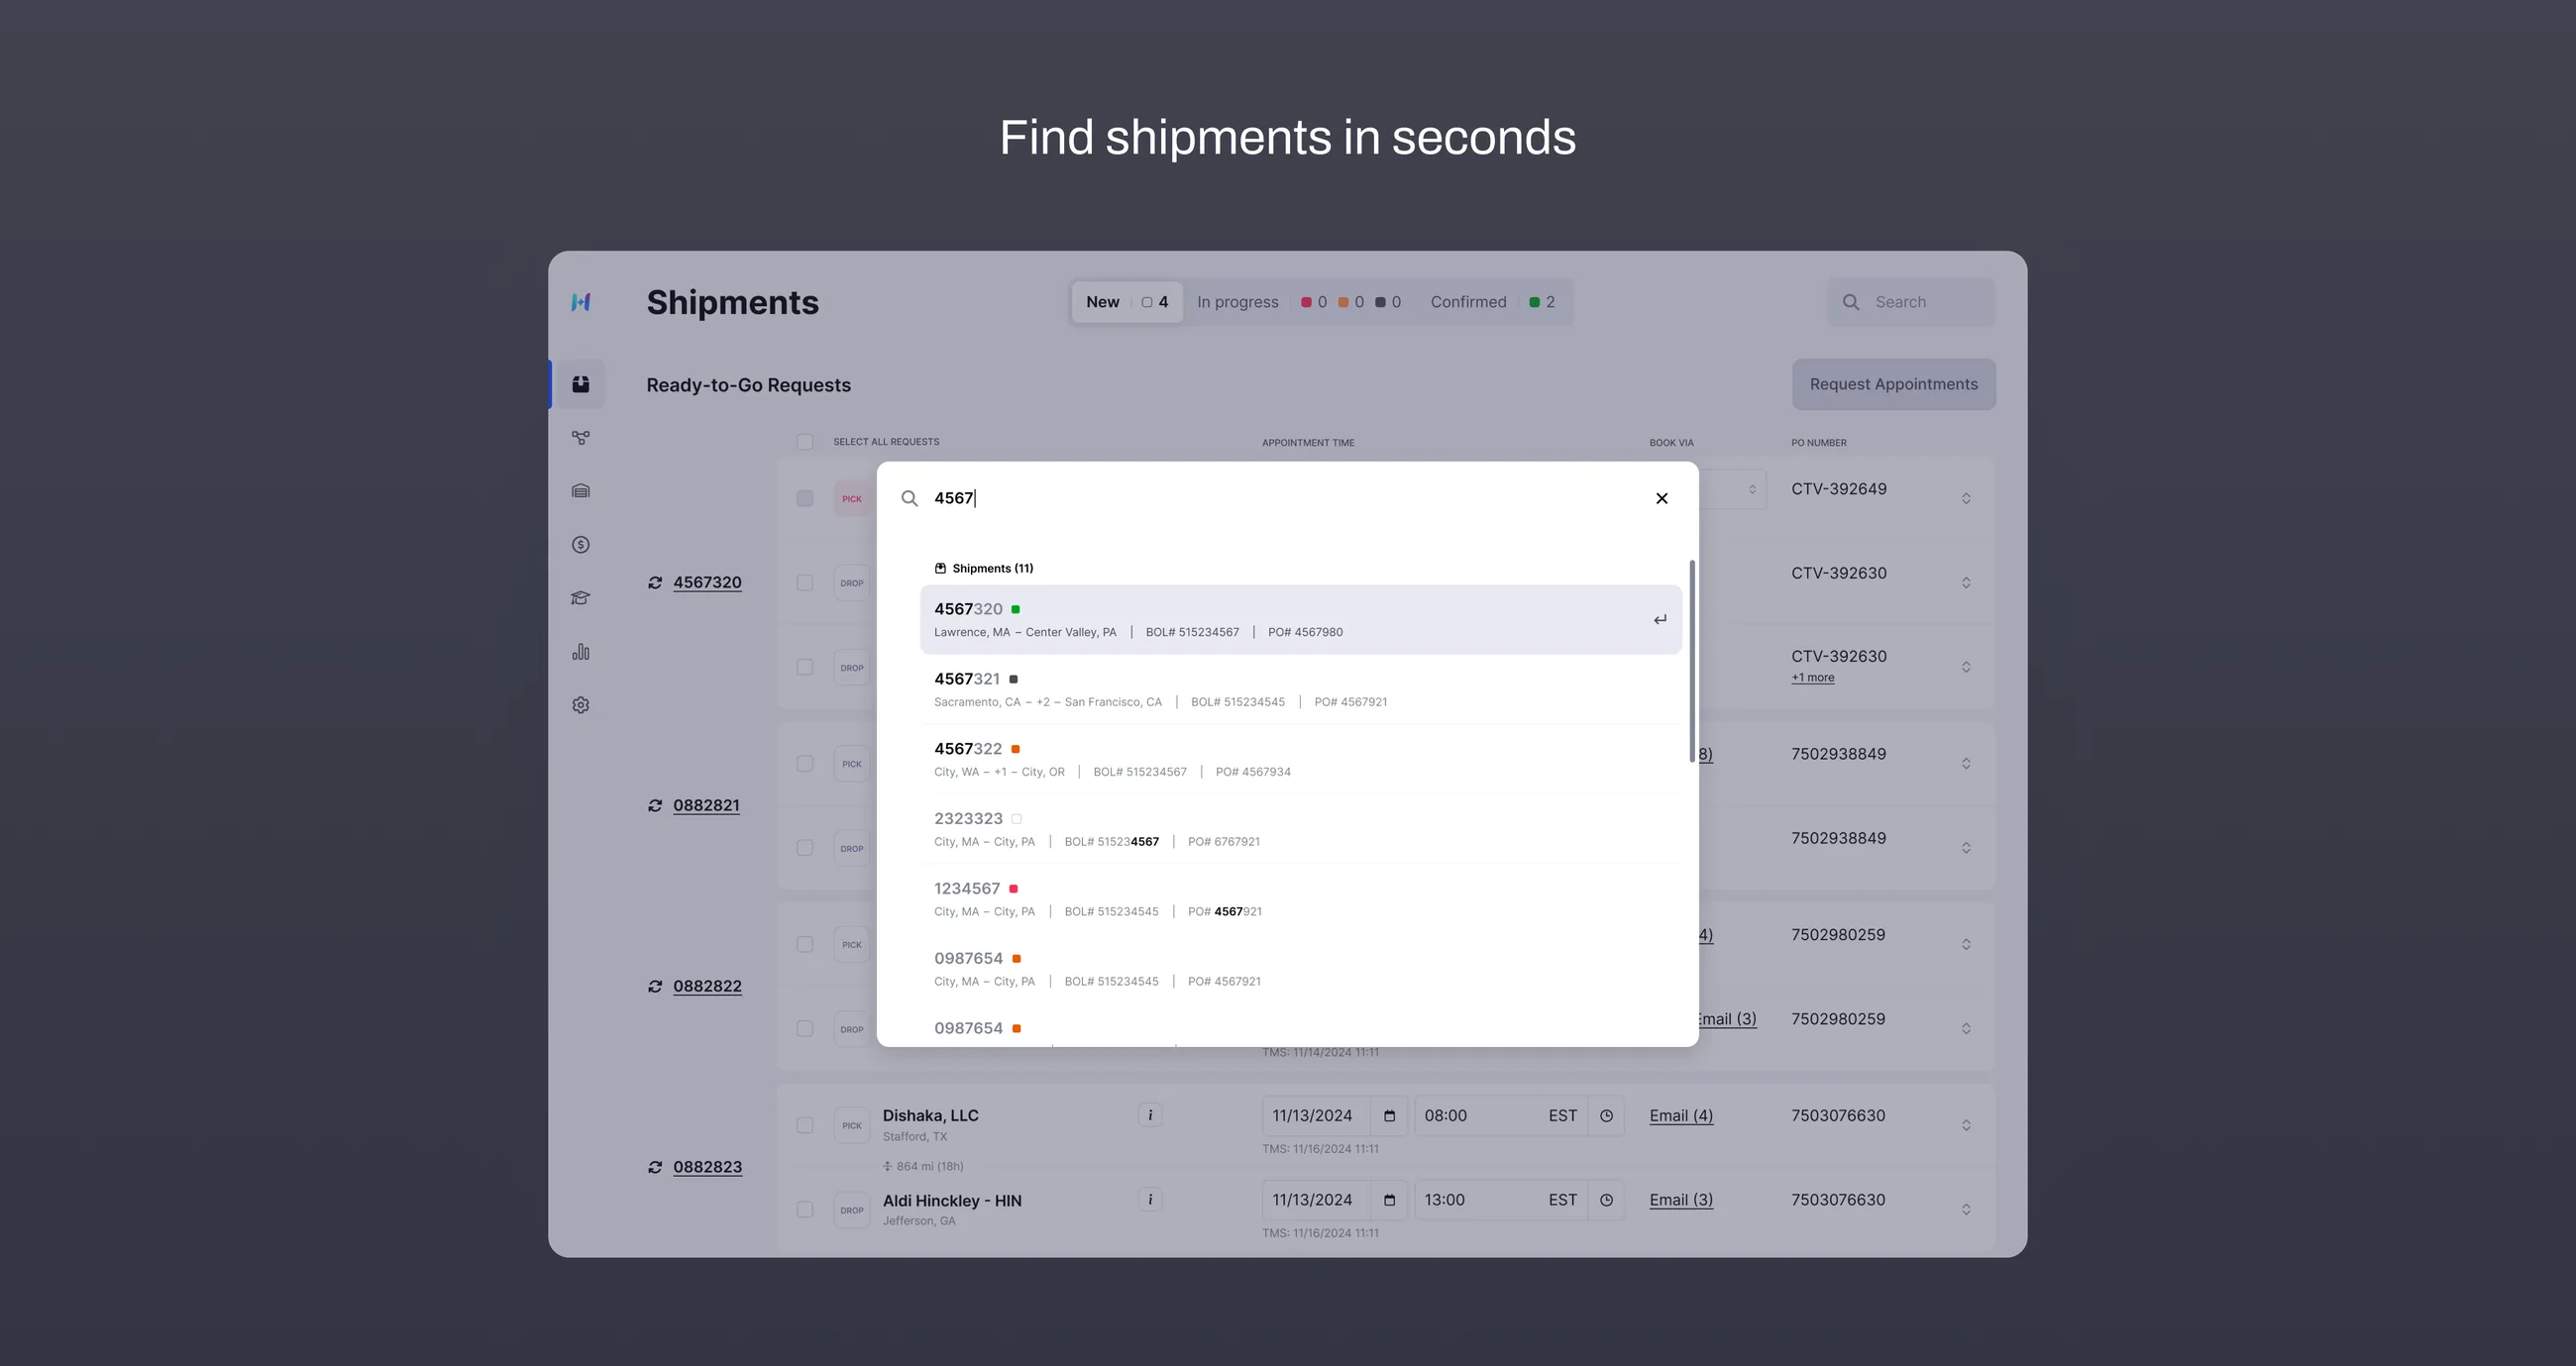 Find shipments in seconds
Shipments
New 4 In progress 0 0 0 Confirmed 2
Search
Ready-to-Go Requests
Request Appointments
SELECT ALL REQUESTS APPOINTMENT TIME BOOK VIA PO NUMBER
4567320
PICK CTV-392649
DROP CTV-392630
DROP CTV-392630
+1 more
0882821
PICK 8) 7502938849
DROP 7502938849
0882822
PICK 4) 7502980259
DROP Email (3) 7502980259
TMS: 11/14/2024 11:11
0882823
PICK Dishaka, LLC i 11/13/2024 08:00 EST Email (4) 7503076630
Stafford, TX TMS: 11/16/2024 11:11
864 mi (18h)
DROP Aldi Hinckley - HIN i 11/13/2024 13:00 EST Email (3) 7503076630
Jefferson, GA TMS: 11/16/2024 11:11
4567
Shipments (11)
4567320
Lawrence, MA – Center Valley, PA | BOL# 515234567 | PO# 4567980
4567321
Sacramento, CA – +2 – San Francisco, CA | BOL# 515234545 | PO# 4567921
4567322
City, WA – +1 – City, OR | BOL# 515234567 | PO# 4567934
2323323
City, MA – City, PA | BOL# 515234567 | PO# 6767921
1234567
City, MA – City, PA | BOL# 515234545 | PO# 4567921
0987654
City, MA – City, PA | BOL# 515234545 | PO# 4567921
0987654